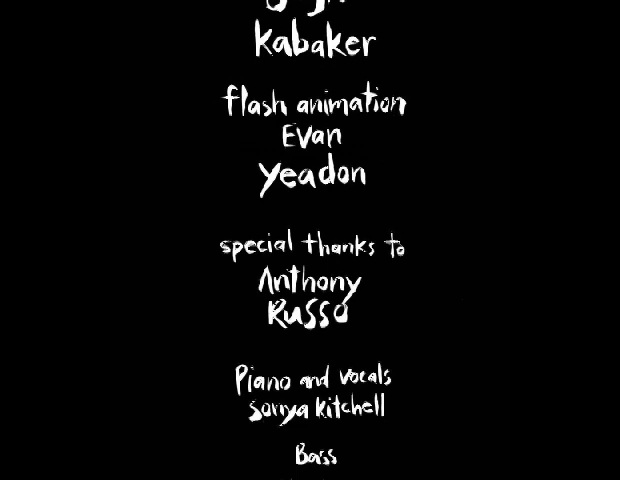 kabaker
flash animation
Evan
Yeadon
special thanks to
Anthony
Russo
Piano and vocals
Sonya kitchell
Bass